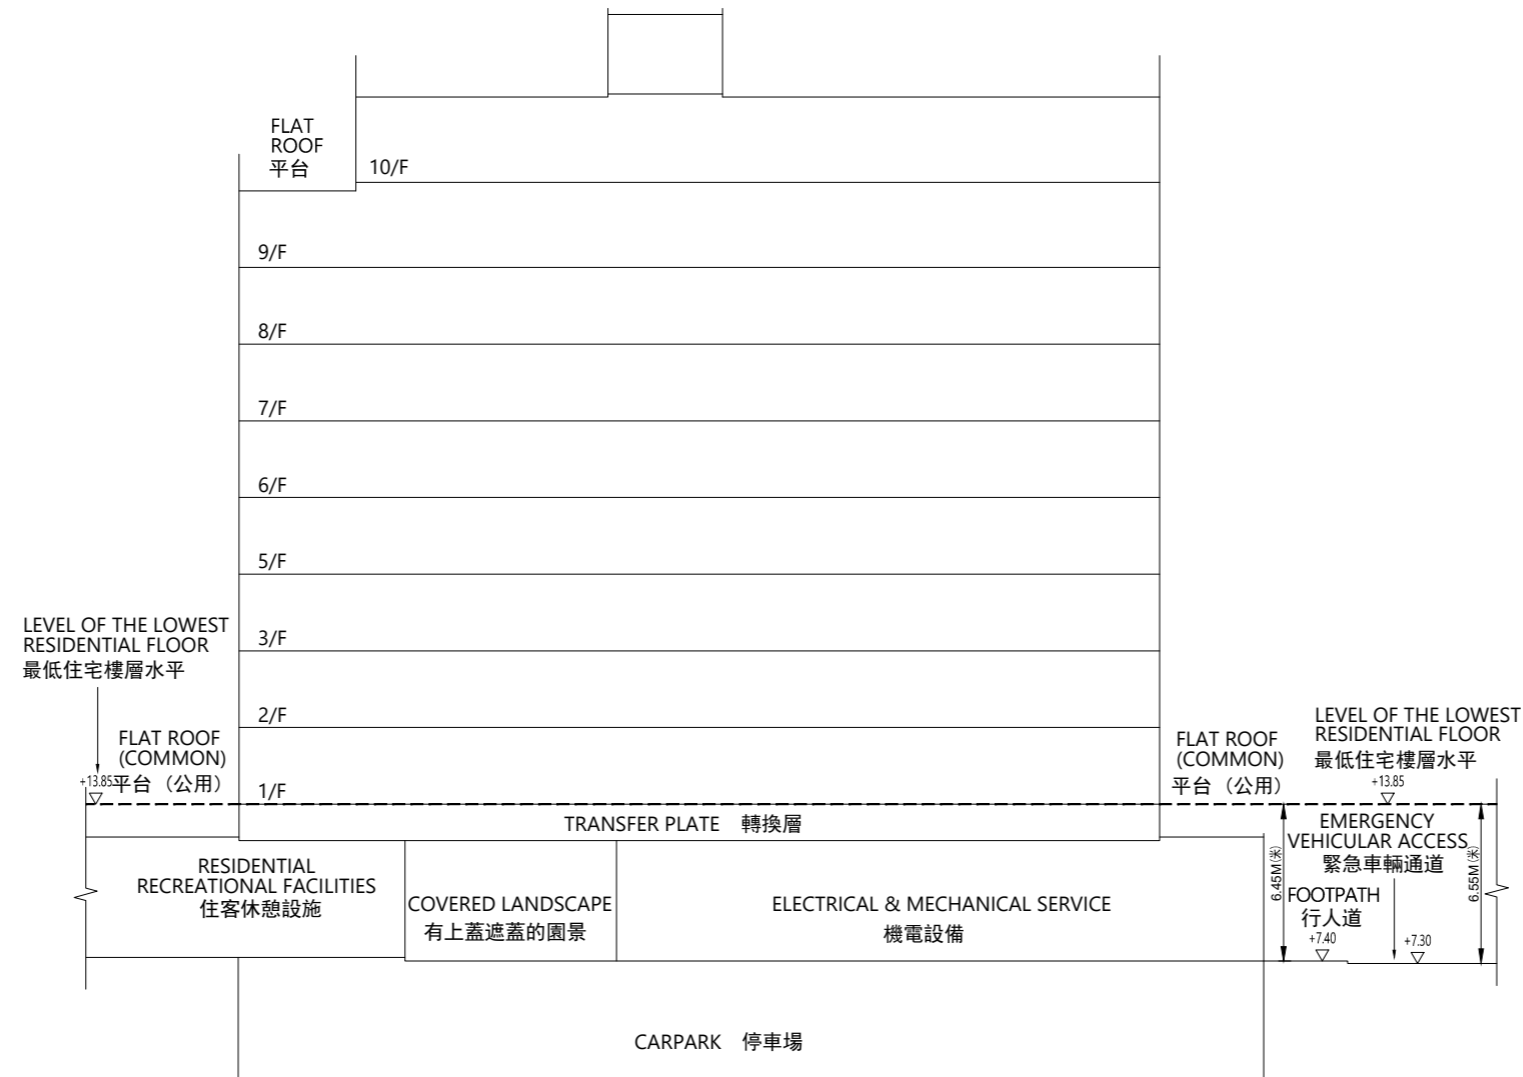 FLAT
ROOF
平台
10/F
9/F
8/F
7/F
6/F
5/F
3/F
2/F
1/F
LEVEL OF THE LOWEST
RESIDENTIAL FLOOR
最低住宅樓層水平
FLAT ROOF
(COMMON)
平台（公用）
+13.85
FLAT ROOF
(COMMON)
平台（公用）
LEVEL OF THE LOWEST
RESIDENTIAL FLOOR
最低住宅樓層水平
+13.85
TRANSFER PLATE 轉換層
EMERGENCY
VEHICULAR ACCESS
緊急車輛通道
RESIDENTIAL
RECREATIONAL FACILITIES
住客休憩設施
COVERED LANDSCAPE
有上蓋遮蓋的園景
ELECTRICAL & MECHANICAL SERVICE
機電設備
6.45M(米)
FOOTPATH
行人道
+7.40
+7.30
6.55M(米)
CARPARK 停車場